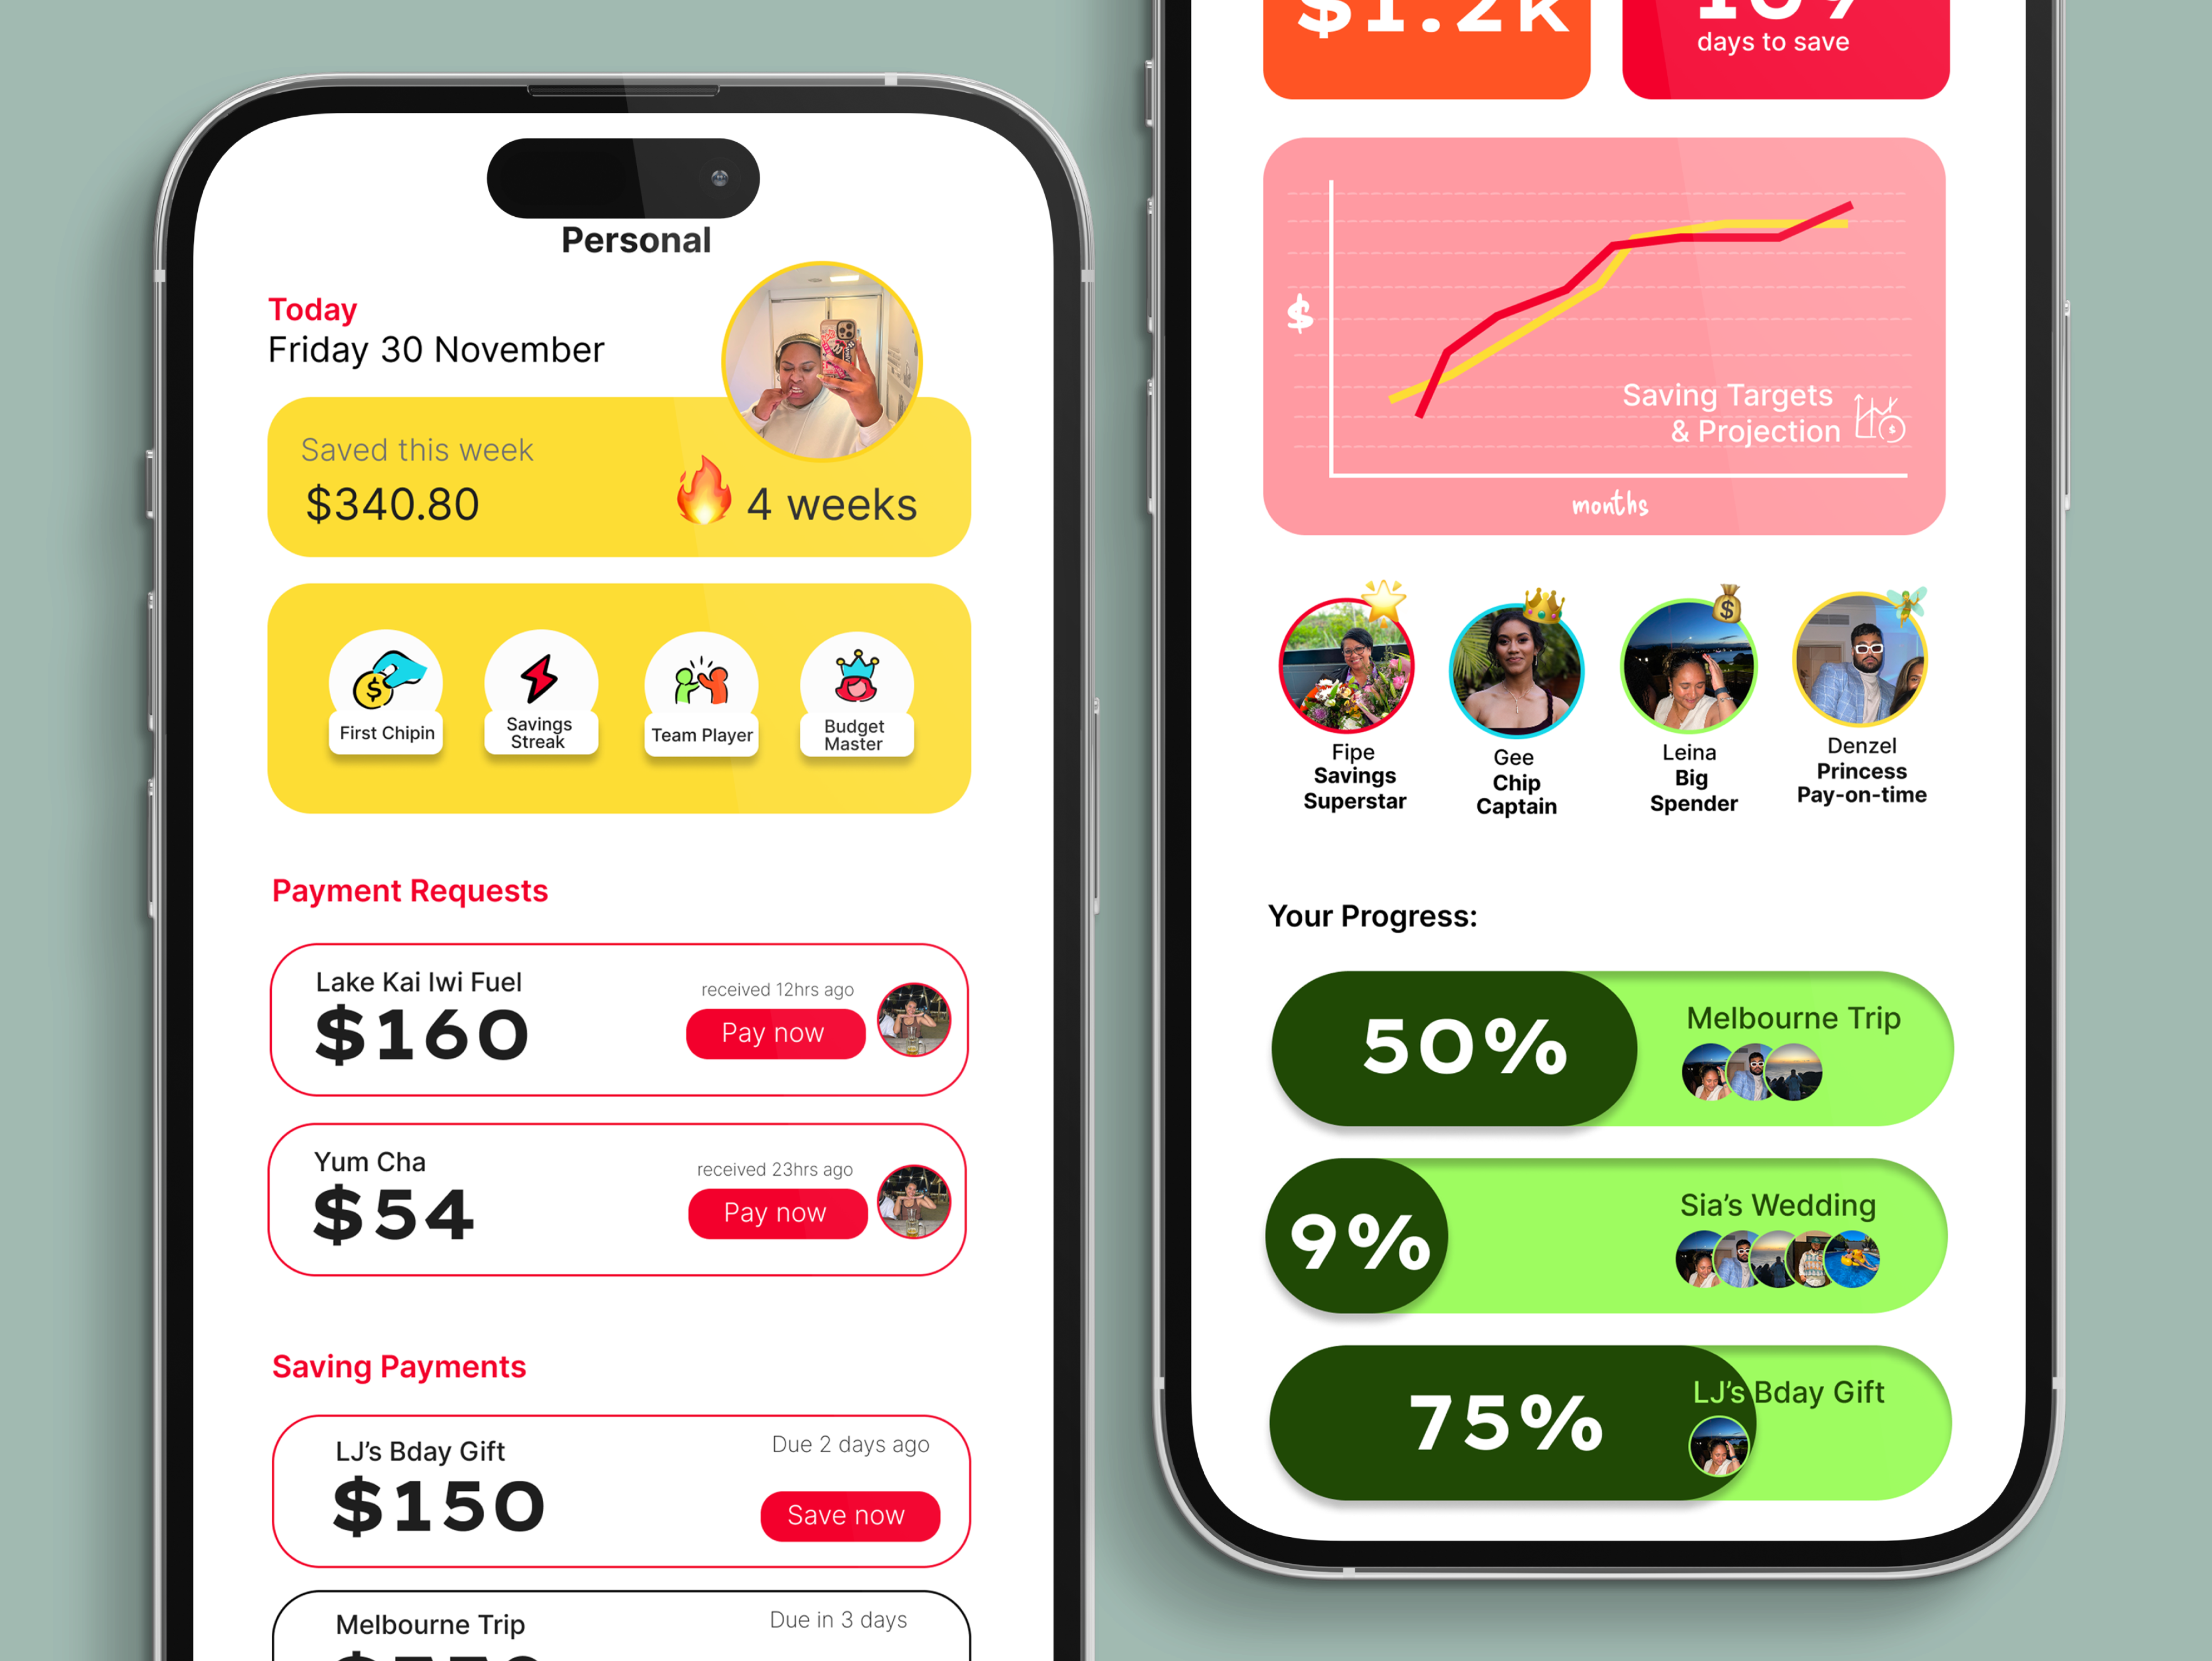 Personal
Today
Friday 30 November
Saved this week
$340.80
4 weeks
First Chipin
Savings
Streak
Team Player
Budget
Master
Payment Requests
Lake Kai Iwi Fuel
$160
received 12hrs ago
Pay now
Yum Cha
$54
received 23hrs ago
Pay now
Saving Payments
LJ's Bday Gift
$150
Due 2 days ago
Save now
Melbourne Trip
Due in 3 days
$1.2k
days to save
$
Saving Targets
& Projection
months
Fipe
Savings
Superstar
Gee
Chip
Captain
Leina
Big
Spender
Denzel
Princess
Pay-on-time
Your Progress:
50%
Melbourne Trip
9%
Sia's Wedding
75%
LJ's Bday Gift